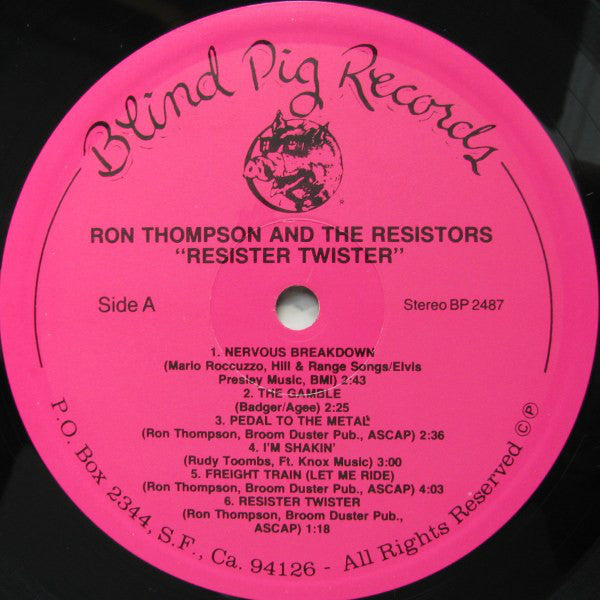 Blind Pig Records
®
RON THOMPSON AND THE RESISTORS
"RESISTER TWISTER"
Side A
Stereo BP 2487
1. NERVOUS BREAKDOWN
(Mario Roccuzzo, Hill & Range Songs/Elvis
Presley Music, BMI) 2:43
2. THE GAMBLE
(Badger/Agee) 2:25
3. PEDAL TO THE METAL
(Ron Thompson, Broom Duster Pub., ASCAP) 2:36
4. I'M SHAKIN'
(Rudy Toombs, Ft. Knox Music) 3:00
5. FREIGHT TRAIN (LET ME RIDE)
(Ron Thompson, Broom Duster Pub., ASCAP) 4:03
6. RESISTER TWISTER
(Ron Thompson, Broom Duster Pub.,
ASCAP) 1:18
P.O. Box 2344, S.F., Ca. 94126 - All Rights Reserved © ℗